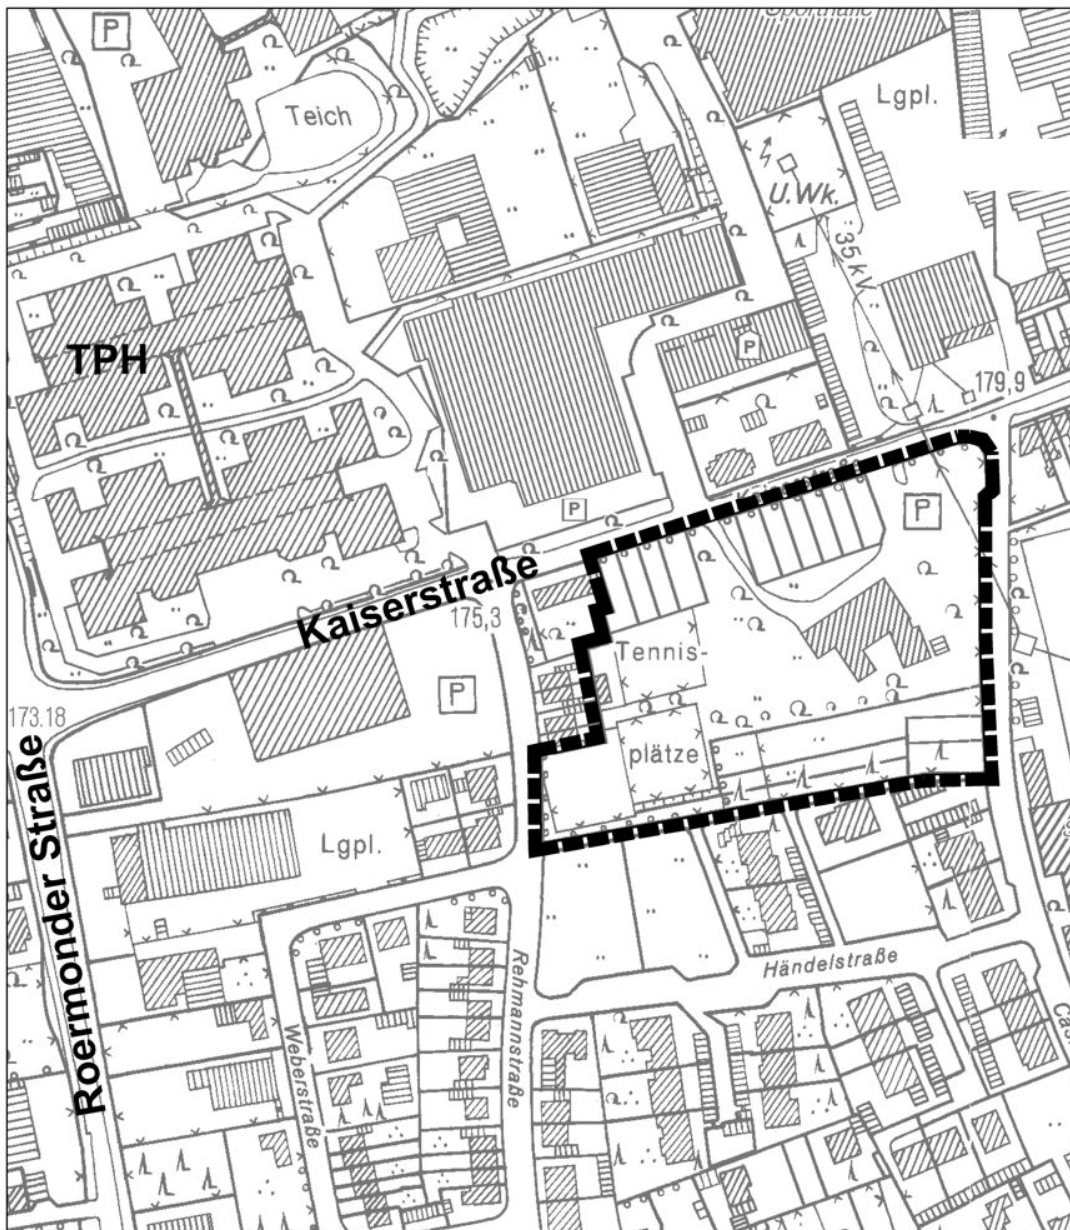 P
Sporthalle
Teich
Lgpl.
U.Wk.
35 kV
TPH
P
179,9
P
P
Kaiserstraße
175,3
Tennis-
P
plätze
173.18
Roermonder Straße
Lgpl.
Händelstraße
Rehmannstraße
Weberstraße